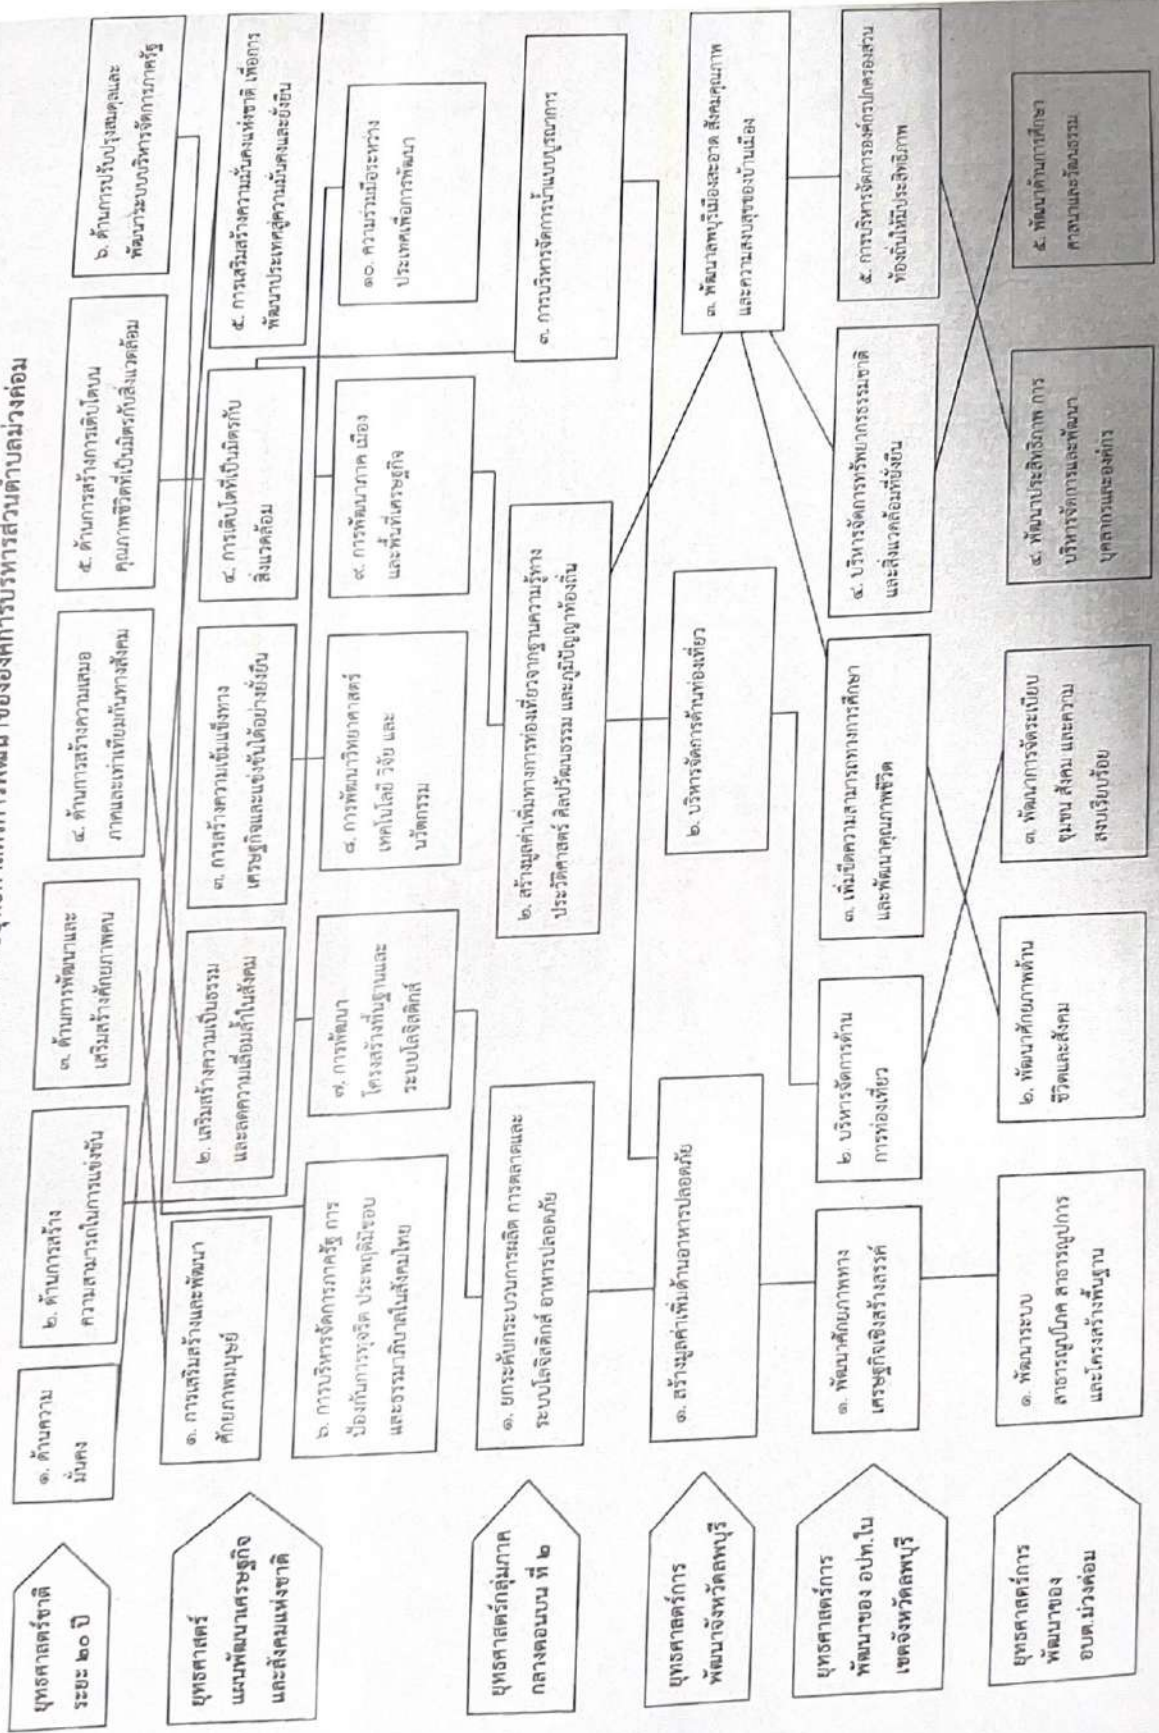 ยุทธศาสตร์ชาติ
ระยะ ๒๐ ปี
๑. ด้านความ
มั่นคง
๒. ด้านการสร้าง
ความสามารถในการแข่งขัน
๓. ด้านการพัฒนาและ
เสริมสร้างศักยภาพคน
๔. ด้านการสร้างความเสมอ
ภาคและเท่าเทียมกันทางสังคม
๕. ด้านการสร้างการเติบโตบน
คุณภาพชีวิตที่เป็นมิตรกับสิ่งแวดล้อม
๖. ด้านการปรับปรุงสมดุลและ
พัฒนาระบบบริหารจัดการภาครัฐ
ยุทธศาสตร์
แผนพัฒนาเศรษฐกิจ
และสังคมแห่งชาติ
๑. การเสริมสร้างและพัฒนา
ศักยภาพมนุษย์
๒. เสริมสร้างความเป็นธรรม
และลดความเลื่อมล้ำในสังคม
๓. การสร้างความเข้มแข็งทาง
เศรษฐกิจและแข่งขันได้อย่างยั่งยืน
๔. การเติบโตที่เป็นมิตรกับ
สิ่งแวดล้อม
๕. การเสริมสร้างความมั่นคงแห่งชาติ เพื่อการ
พัฒนาประเทศสู่ความมั่นคงและยั่งยืน
๖. การบริหารจัดการภาครัฐ การ
ป้องกันการทุจริต ประพฤติมิชอบ
และธรรมาภิบาลในสังคมไทย
๗. การพัฒนา
โครงสร้างพื้นฐานและ
ระบบโลจิสติกส์
๘. การพัฒนาวิทยาศาสตร์
เทคโนโลยี วิจัย และ
นวัตกรรม
๙. การพัฒนาภาค เมือง
และพื้นที่เศรษฐกิจ
๑๐. ความร่วมมือระหว่าง
ประเทศเพื่อการพัฒนา
ยุทธศาสตร์กลุ่มภาค
กลางตอนบน ที่ ๒
๑. ยกระดับกระบวนการผลิต การตลาดและ
ระบบโลจิสติกส์ อาหารปลอดภัย
๒. สร้างมูลค่าเพิ่มทางการท่องเที่ยวจากฐานความรู้ทาง
ประวัติศาสตร์ ศิลปวัฒนธรรม และภูมิปัญญาท้องถิ่น
๓. การบริหารจัดการน้ำแบบบูรณาการ
ยุทธศาสตร์การ
พัฒนาจังหวัดลพบุรี
๑. สร้างมูลค่าเพิ่มด้านอาหารปลอดภัย
๒. บริหารจัดการด้านท่องเที่ยว
๓. พัฒนาลพบุรีเมืองสะอาด สังคมคุณภาพ
และความสงบสุขของบ้านเมือง
ยุทธศาสตร์การ
พัฒนาของ อปท.ใน
เขตจังหวัดลพบุรี
๑. พัฒนาศักยภาพทาง
เศรษฐกิจเชิงสร้างสรรค์
๒. บริหารจัดการด้าน
การท่องเที่ยว
๓. เพิ่มขีดความสามารถทางการศึกษา
และพัฒนาคุณภาพชีวิต
๔. บริหารจัดการทรัพยากรธรรมชาติ
และสิ่งแวดล้อมที่ยั่งยืน
๕. การบริหารจัดการองค์กรปกครองส่วน
ท้องถิ่นให้มีประสิทธิภาพ
ยุทธศาสตร์การ
พัฒนาของ
อบต.ม่วงค่อม
๑. พัฒนาระบบ
สาธารณูปโภค สาธารณูปการ
และโครงสร้างพื้นฐาน
๒. พัฒนาศักยภาพด้าน
ชีวิตและสังคม
๓. พัฒนาการจัดระเบียบ
ชุมชน สังคม และความ
สงบเรียบร้อย
๔. พัฒนาประสิทธิภาพ การ
บริหารจัดการและพัฒนา
บุคลากรและองค์กร
๕. พัฒนาด้านการศึกษา
ศาสนาและวัฒนธรรม